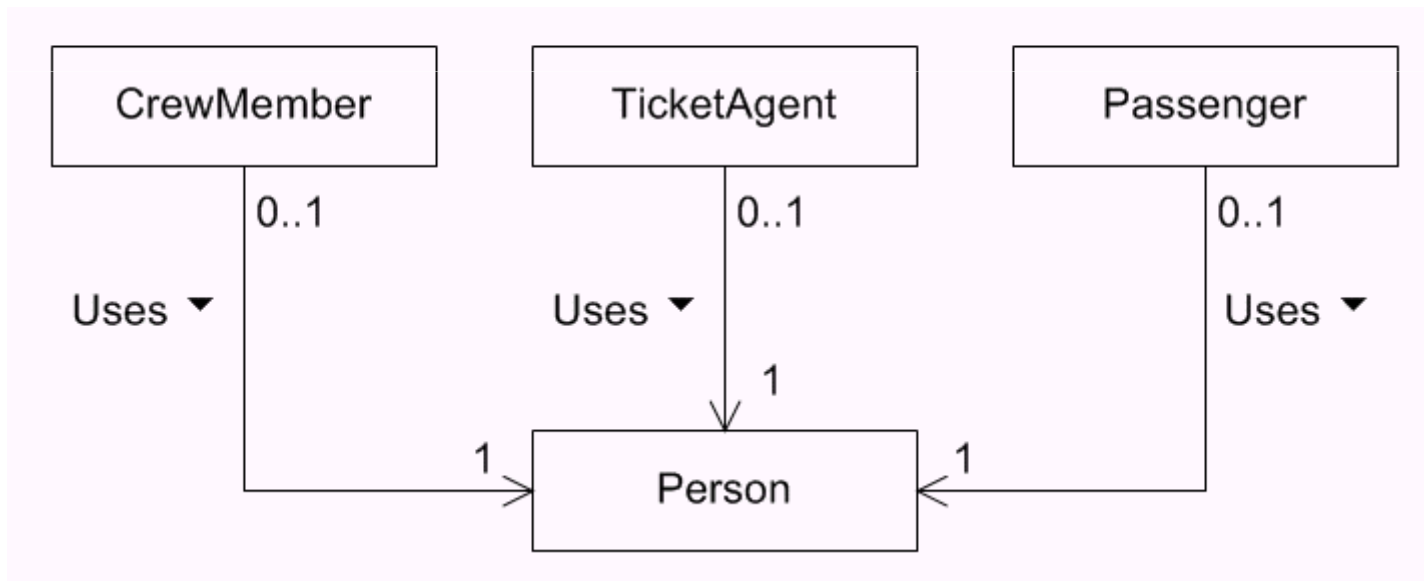 CrewMember
TicketAgent
Passenger
0..1
0..1
0..1
Uses
Uses
Uses
1
1
1
Person